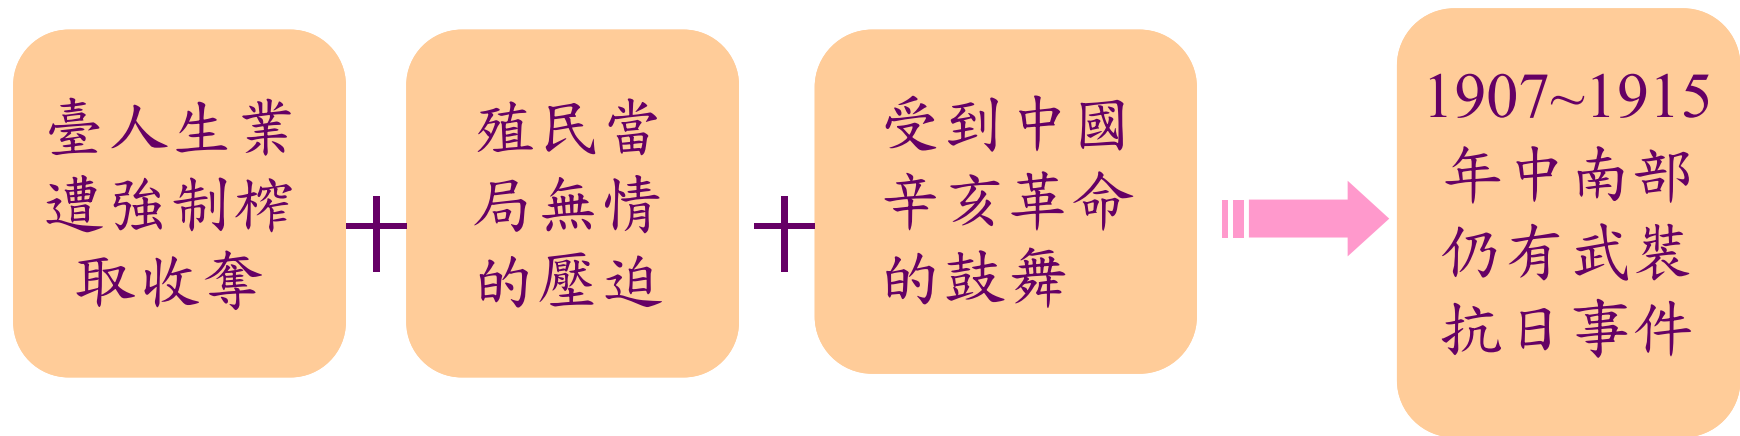 臺人生業
遭強制榨
取收奪
殖民當
局無情
的壓迫
受到中國
辛亥革命
的鼓舞
1907~1915
年中南部
仍有武裝
抗日事件